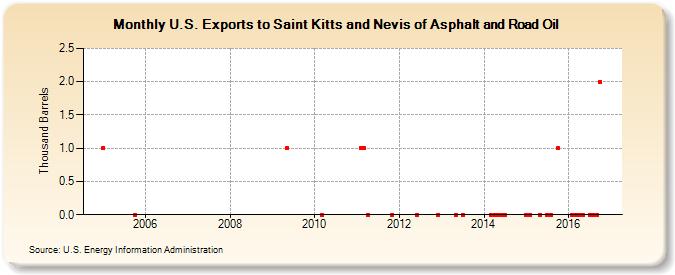 Monthly U.S. Exports to Saint Kitts and Nevis of Asphalt and Road Oil
Thousand Barrels
2.5
2.0
1.5
1.0
0.5
0.0
2006 2008 2010 2012 2014 2016
Source: U.S. Energy Information Administration